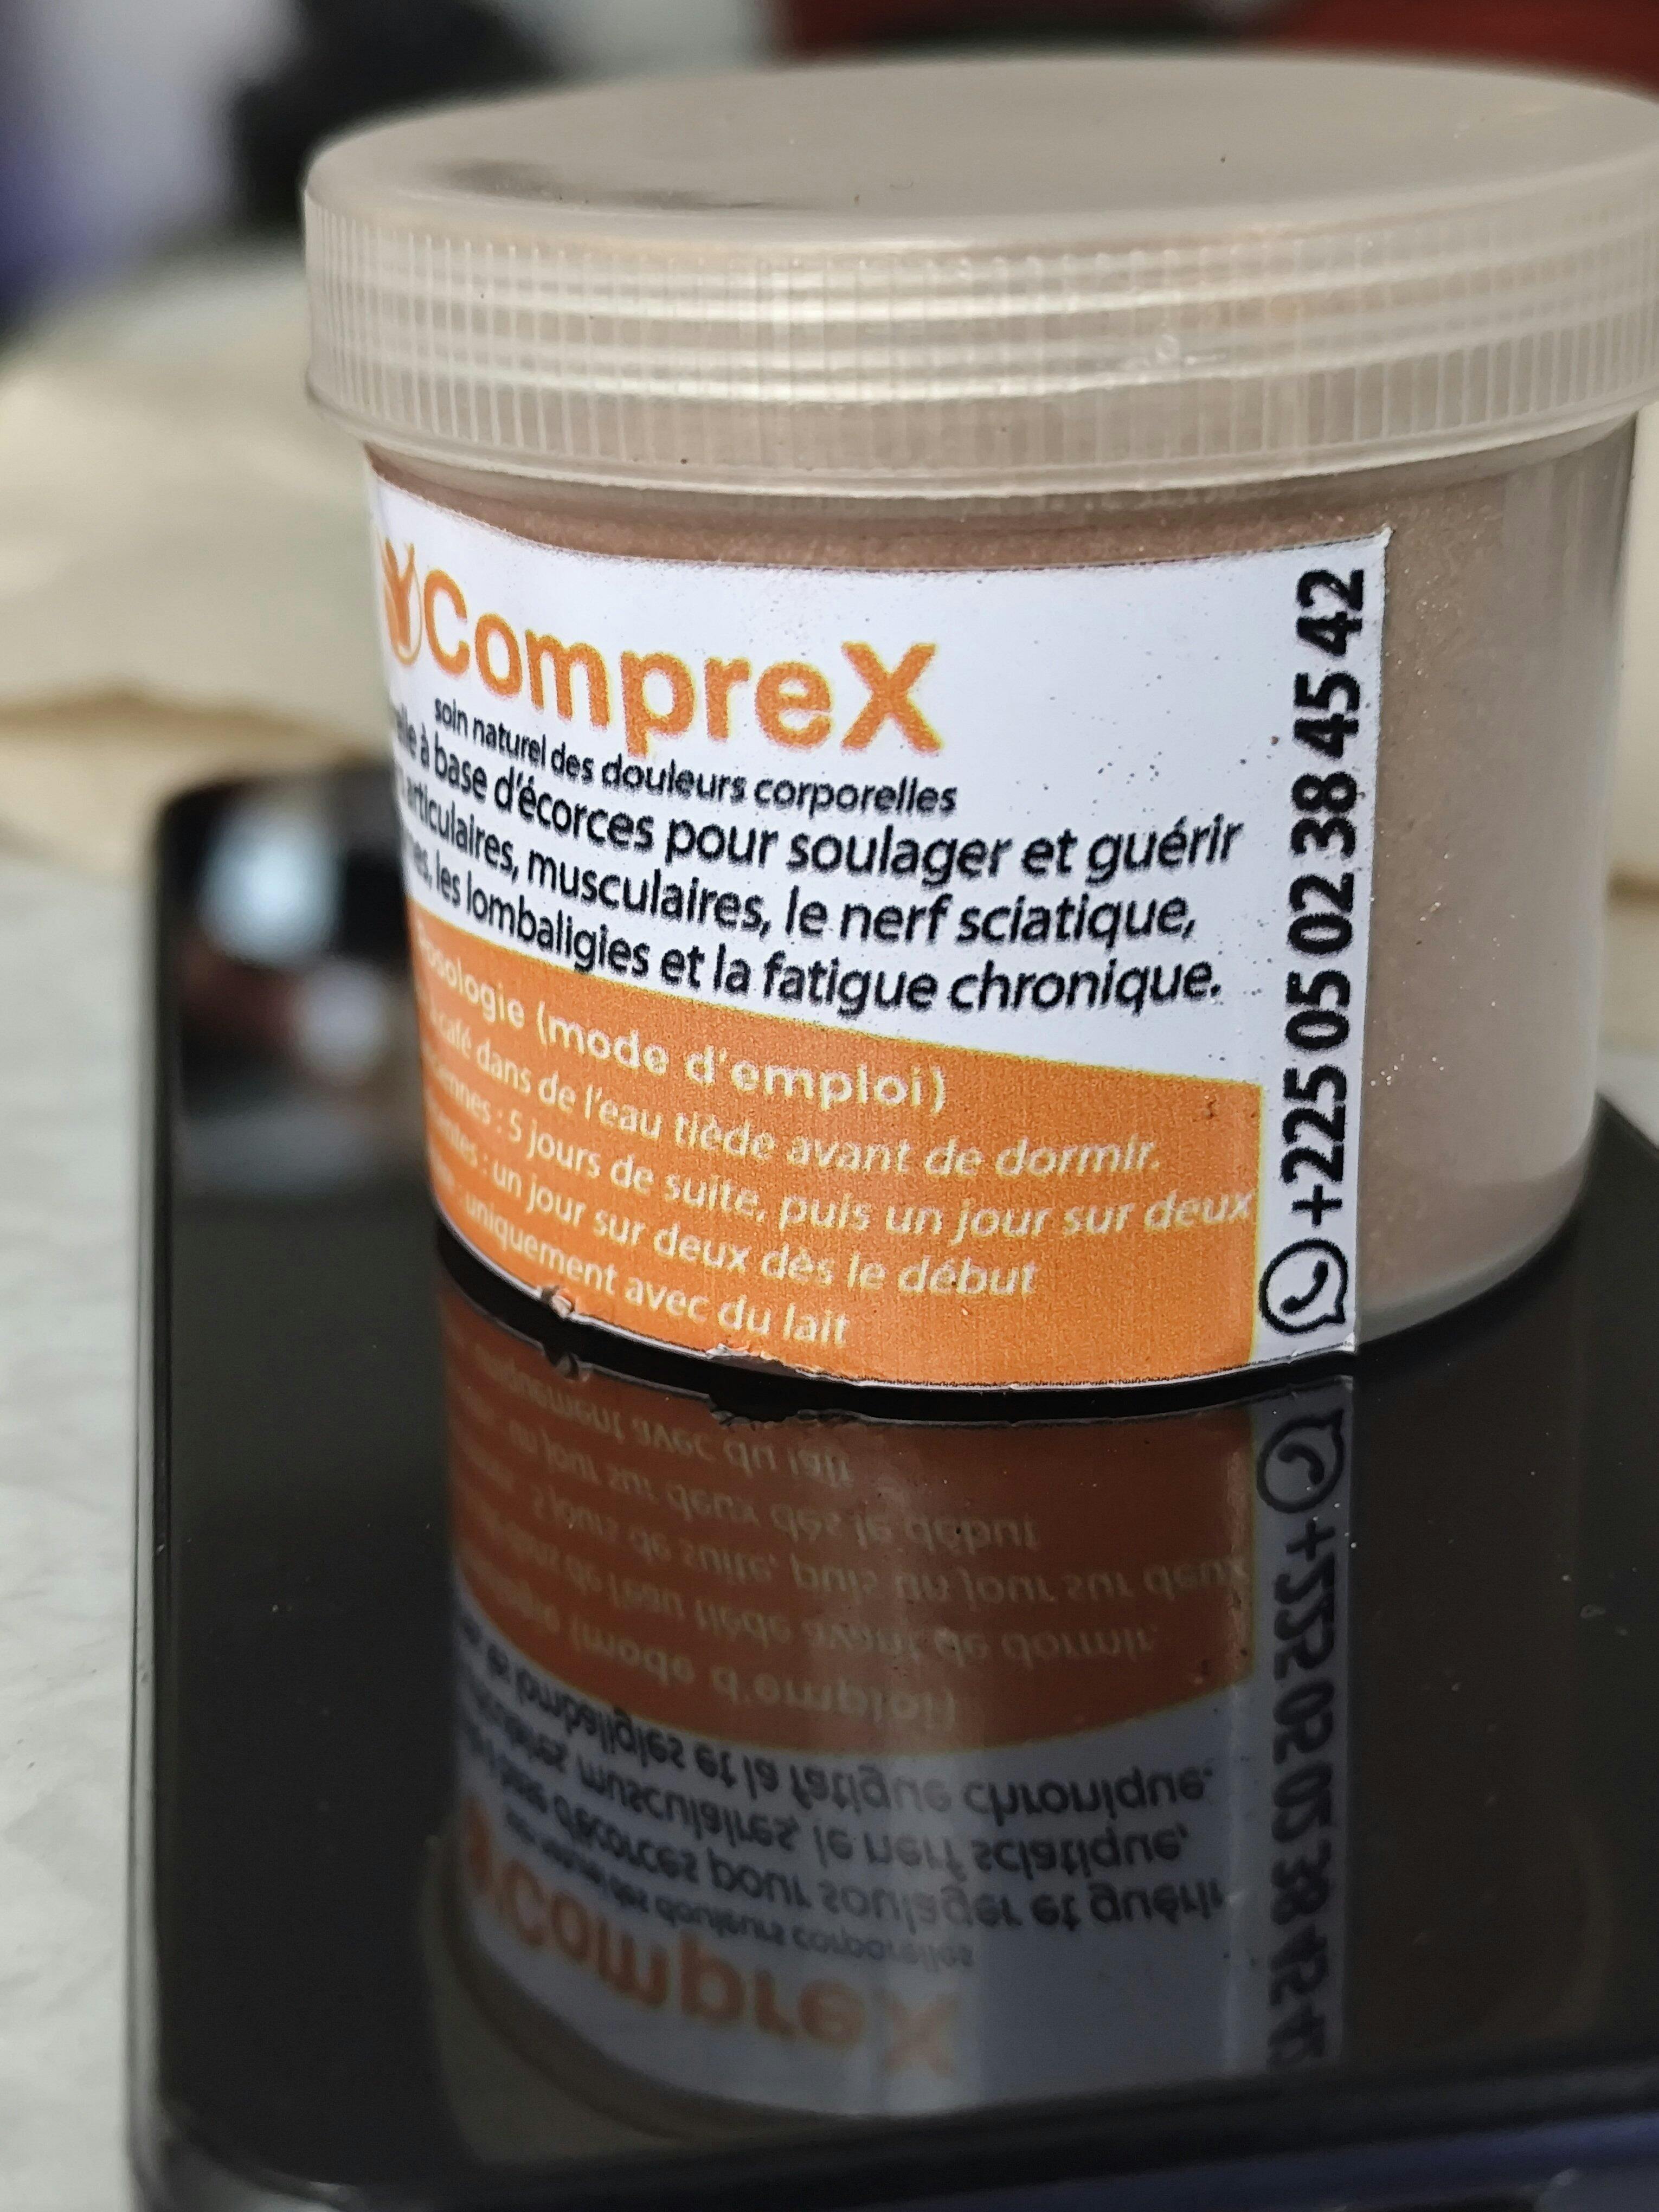 CompreX
soin naturel des douleurs corporelles
à base d'écorces pour soulager et guérir
articulaires, musculaires, le nerf sciatique,
les lombaligies et la fatigue chronique.
Posologie (mode d'emploi)
café dans de l'eau tiède avant de dormir.
: 5 jours de suite, puis un jour sur deux
: un jour sur deux dès le début
: uniquement avec du lait
+225 05 02 38 45 42